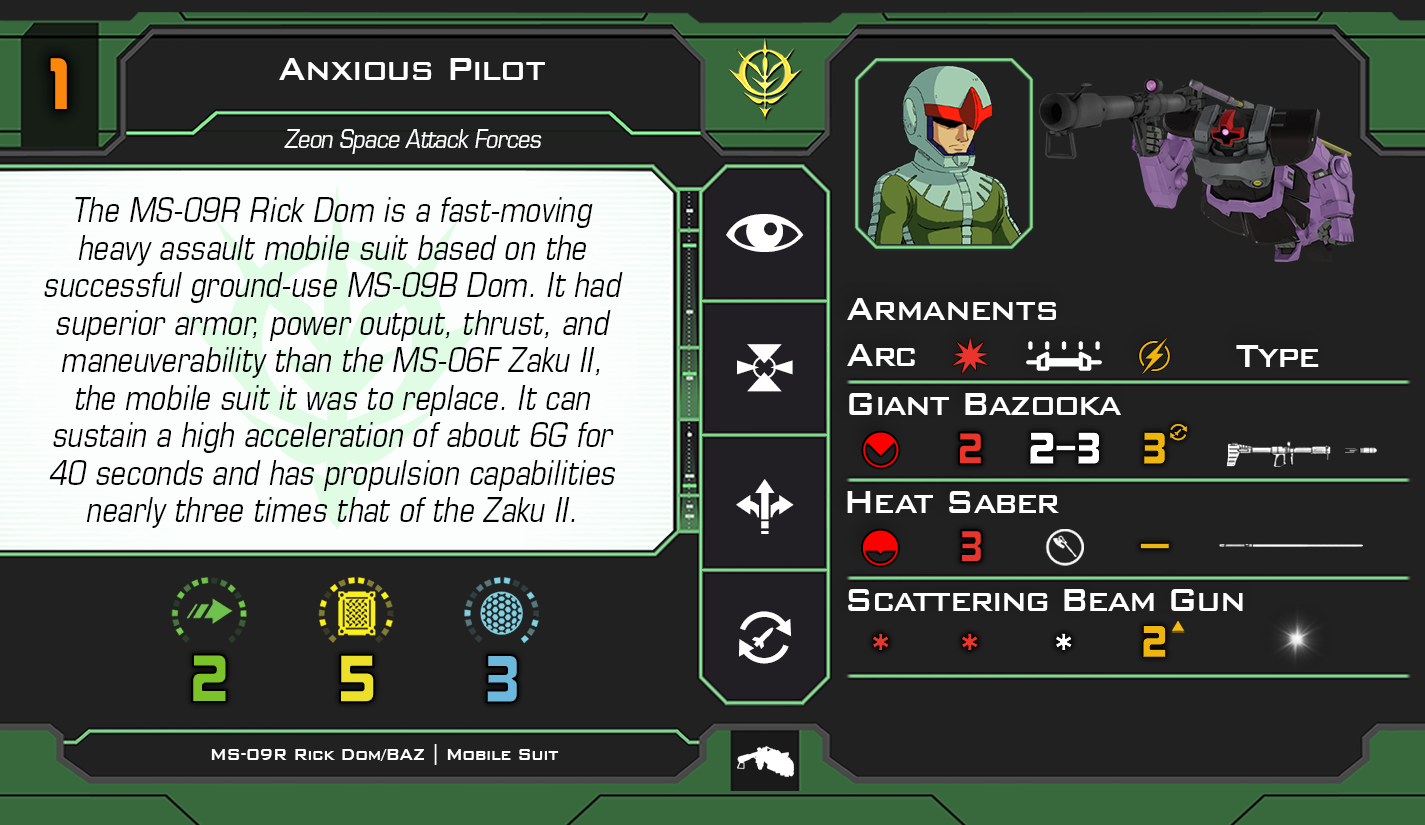 1
Anxious Pilot
Zeon Space Attack Forces
The MS-09R Rick Dom is a fast-moving
heavy assault mobile suit based on the
successful ground-use MS-09B Dom. It had
superior armor, power output, thrust, and
maneuverability than the MS-06F Zaku II,
the mobile suit it was to replace. It can
sustain a high acceleration of about 6G for
40 seconds and has propulsion capabilities
nearly three times that of the Zaku II.
2 5 3
MS-09R Rick Dom/BAZ | Mobile Suit
Armanents
Arc Type
Giant Bazooka
2 2-3 3
Heat Saber
3 –
Scattering Beam Gun
* * * 2